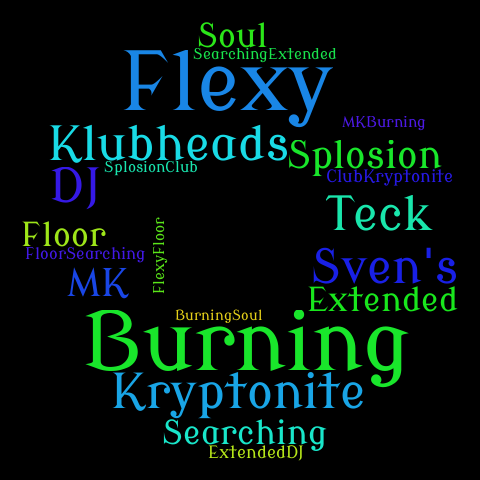 Soul
SearchingExtended
Flexy
MKBurning
Klubheads
Splosion
SplosionClub
ClubKryptonite
DJ
Teck
Floor
FloorSearching
FlexyFloor
Sven's
MK
Extended
BurningSoul
Burning
Kryptonite
Searching
ExtendedDJ